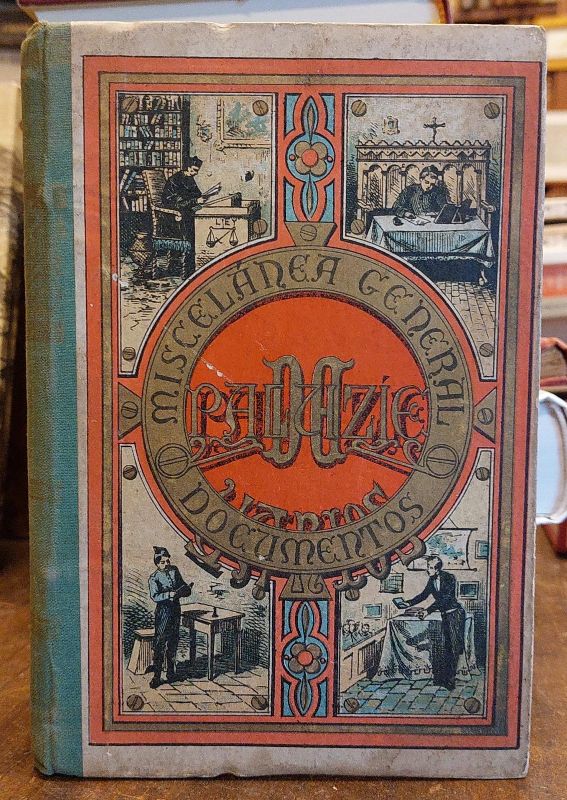 LEY
MISCELÁNEA GENERAL
PALUZÍE
DOCUMENTOS